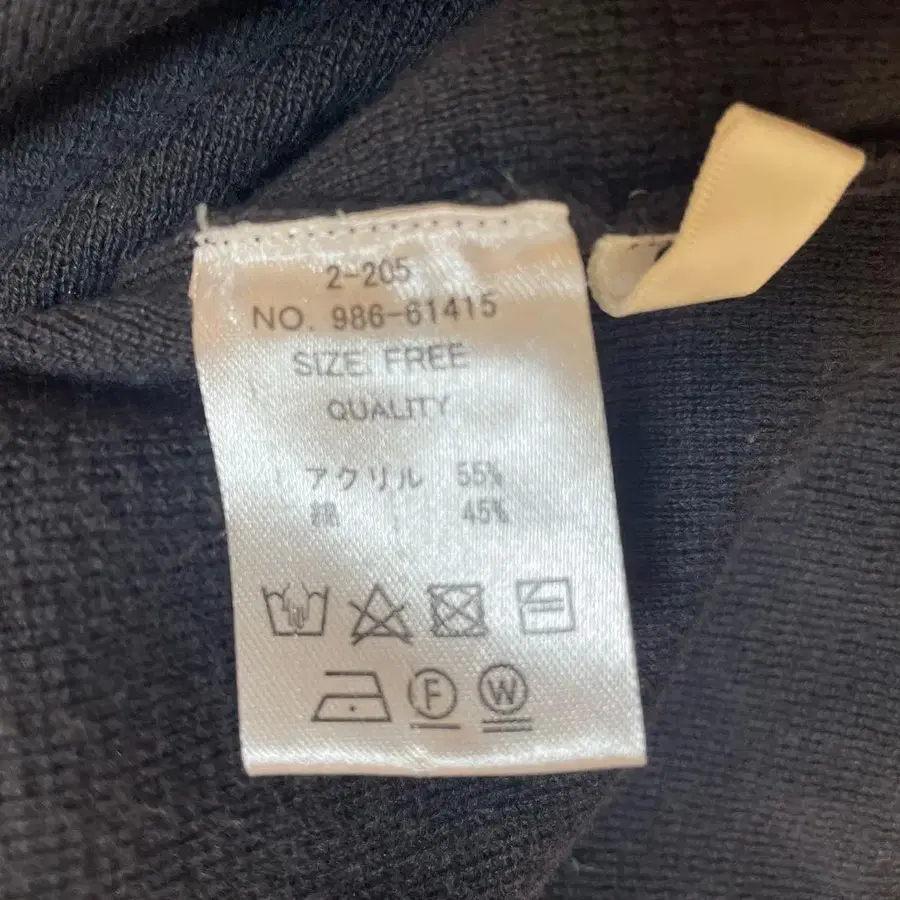 2-205
NO. 986-61415
SIZE. FREE
QUALITY
アクリル 55%
綿 45%
F W